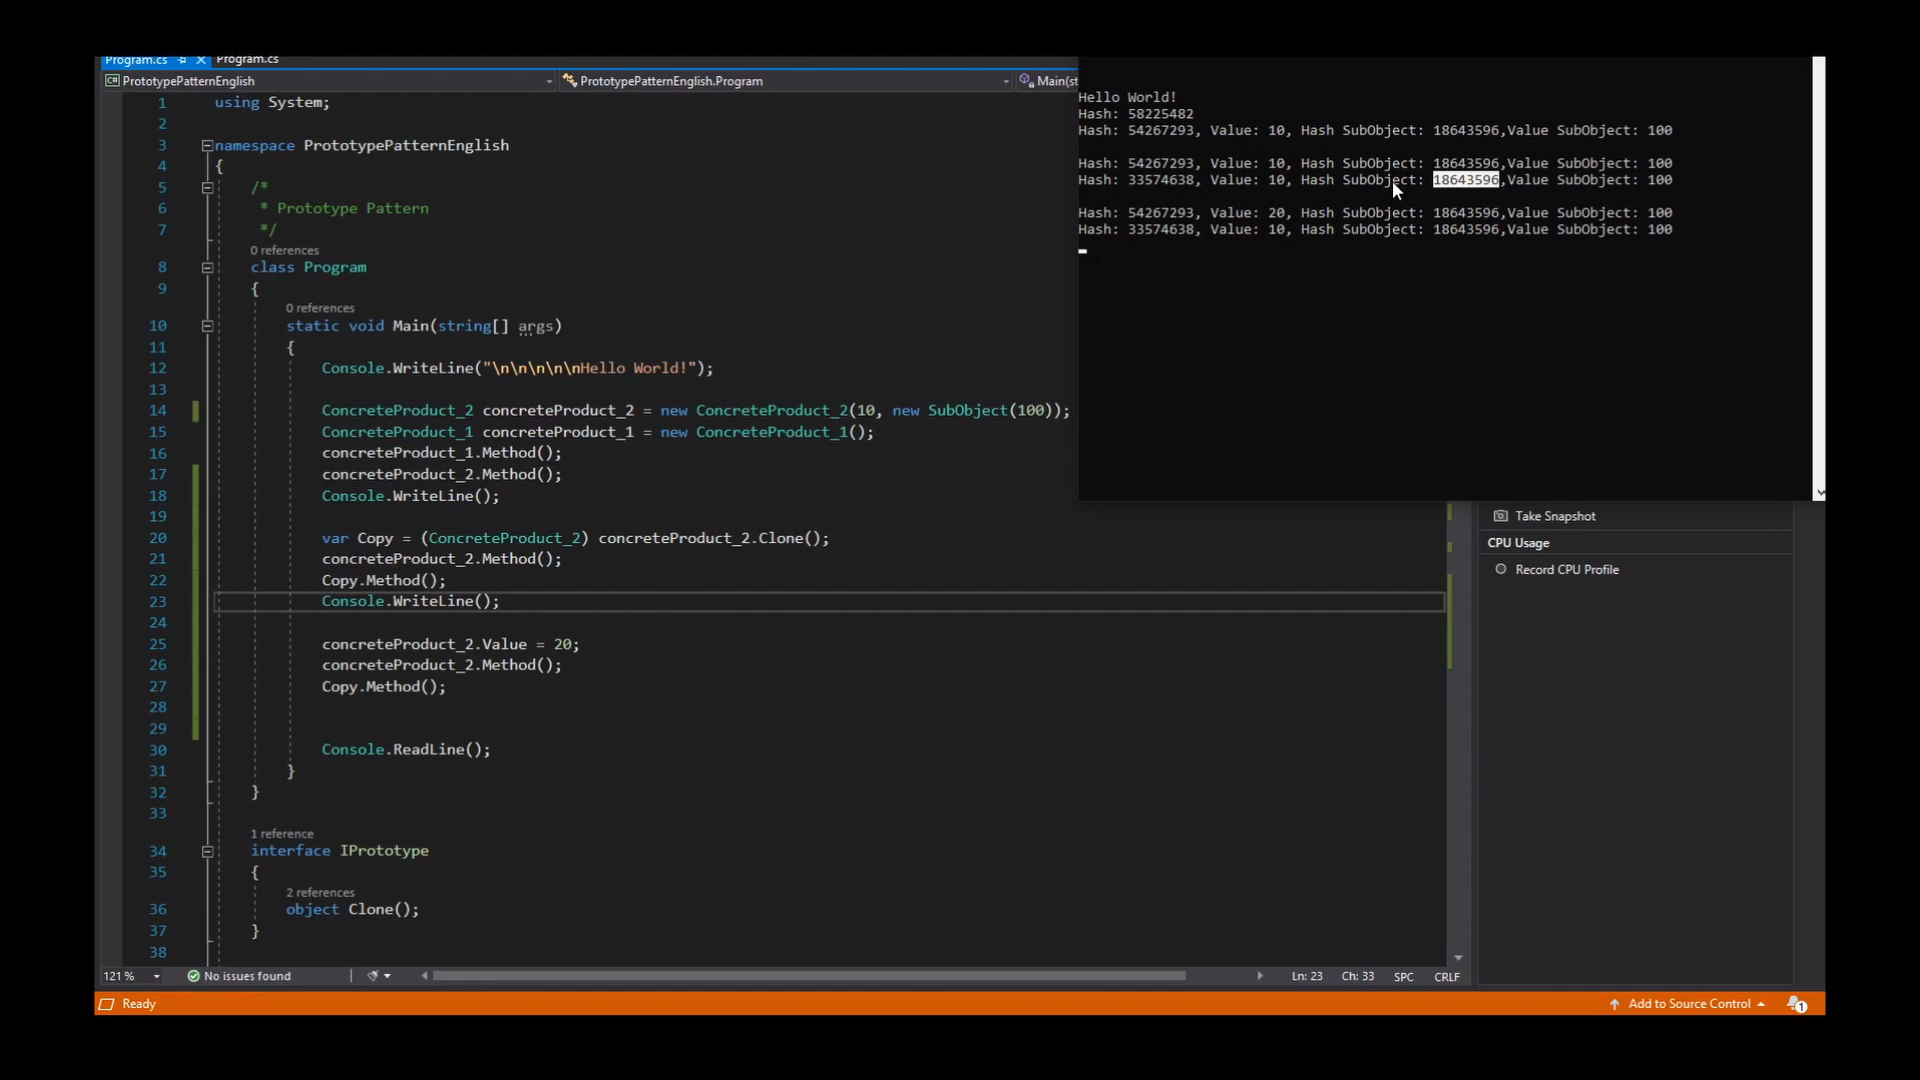 Program.cs
Program.cs
C# PrototypePatternEnglish
PrototypePatternEnglish.Program
Main(st
1 using System;
2
3 namespace PrototypePatternEnglish
4 {
5 /*
6 * Prototype Pattern
7 */
0 references
8 class Program
9 {
0 references
10 static void Main(string[] args)
11 {
12 Console.WriteLine("\n\n\n\n\nHello World!");
13
14 ConcreteProduct_2 concreteProduct_2 = new ConcreteProduct_2(10, new SubObject(100));
15 ConcreteProduct_1 concreteProduct_1 = new ConcreteProduct_1();
16 concreteProduct_1.Method();
17 concreteProduct_2.Method();
18 Console.WriteLine();
19
20 var Copy = (ConcreteProduct_2) concreteProduct_2.Clone();
21 concreteProduct_2.Method();
22 Copy.Method();
23 Console.WriteLine();
24
25 concreteProduct_2.Value = 20;
26 concreteProduct_2.Method();
27 Copy.Method();
28
29
30 Console.ReadLine();
31 }
32 }
33
1 reference
34 interface IPrototype
35 {
2 references
36 object Clone();
37 }
38
Hello World!
Hash: 58225482
Hash: 54267293, Value: 10, Hash SubObject: 18643596,Value SubObject: 100
Hash: 54267293, Value: 10, Hash SubObject: 18643596,Value SubObject: 100
Hash: 33574638, Value: 10, Hash SubObject: 18643596,Value SubObject: 100
Hash: 54267293, Value: 20, Hash SubObject: 18643596,Value SubObject: 100
Hash: 33574638, Value: 10, Hash SubObject: 18643596,Value SubObject: 100
Take Snapshot
CPU Usage
Record CPU Profile
121 %
No issues found
Ln: 23 Ch: 33 SPC CRLF
Ready
Add to Source Control
1